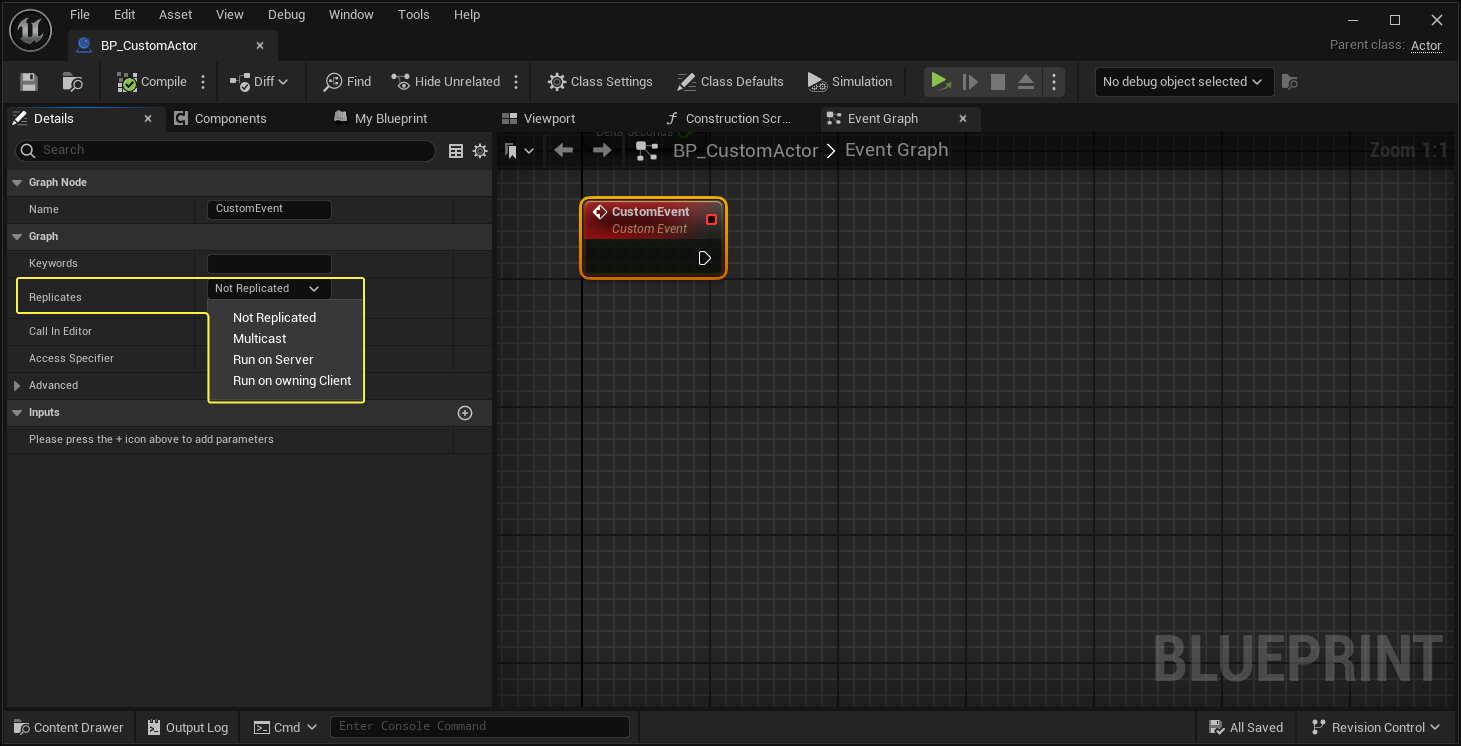 File Edit Asset View Debug Window Tools Help
BP_CustomActor
Parent class: Actor
Compile Diff Find Hide Unrelated Class Settings Class Defaults Simulation No debug object selected
Details Components My Blueprint Viewport Construction Scr... Event Graph
Delta Seconds
Search
BP_CustomActor Event Graph Zoom 1:1
Graph Node
Name CustomEvent
Graph
Keywords
Replicates Not Replicated
Not Replicated
Multicast
Run on Server
Run on owning Client
Call In Editor
Access Specifier
Advanced
Inputs
Please press the + icon above to add parameters
CustomEvent
Custom Event
BLUEPRINT
Content Drawer Output Log Cmd Enter Console Command All Saved Revision Control